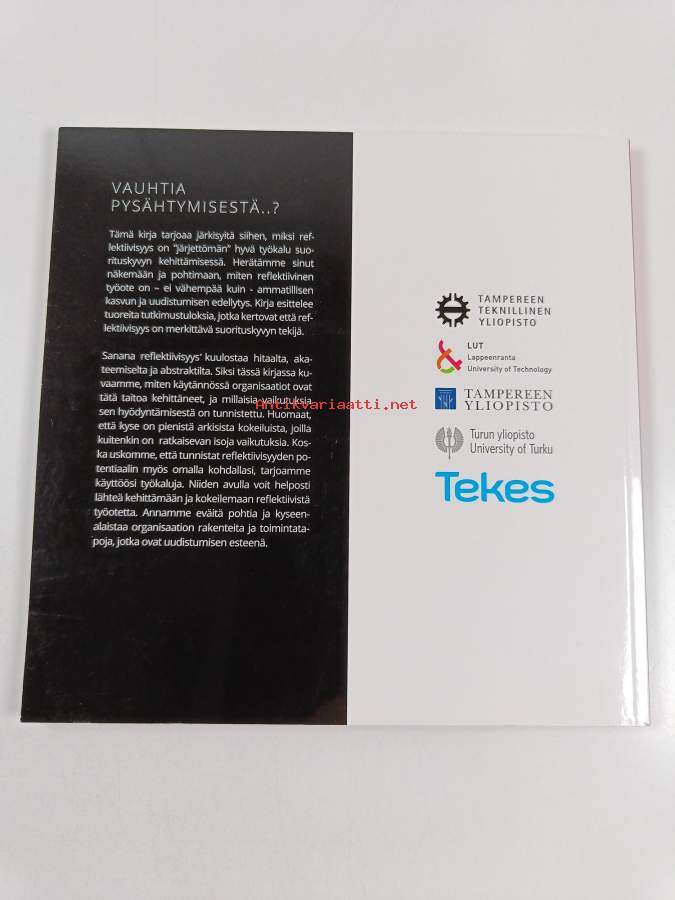 VAUHTIA
PYSÄHTYMISESTÄ..?
Tämä kirja tarjoaa järkisyitä siihen, miksi ref-
lektiivisyys on "järjettömän" hyvä työkalu suo-
rituskyvyn kehittämisessä. Herätämme sinut
näkemään ja pohtimaan, miten reflektiivinen
työote on – ei vähempää kuin - ammatillisen
kasvun ja uudistumisen edellytys. Kirja esittelee
tuoreita tutkimustuloksia, jotka kertovat että ref-
lektiivisyys on merkittävä suorituskyvyn tekijä.
Sanana reflektiivisyys' kuulostaa hitaalta, aka-
teemiselta ja abstraktilta. Siksi tässä kirjassa ku-
vaamme, miten käytännössä organisaatiot ovat
tätä taitoa kehittäneet, ja millaisia vaikutuksia
sen hyödyntämisestä on tunnistettu. Huomaat,
että kyse on pienistä arkisista kokeiluista, joilla
kuitenkin on ratkaisevan isoja vaikutuksia. Kos-
ka uskomme, että tunnistat reflektiivisyyden po-
tentiaalin myös omalla kohdallasi, tarjoamme
käyttöösi työkaluja. Niiden avulla voit helposti
lähteä kehittämään ja kokeilemaan reflektiivistä
työotetta. Annamme eväitä pohtia ja kyseen-
alaistaa organisaation rakenteita ja toimintata-
poja, jotka ovat uudistumisen esteenä.
Antikvariaatti.net
TAMPEREEN
TEKNILLINEN
YLIOPISTO
LUT
Lappeenranta
University of Technology
TAMPEREEN
YLIOPISTO
Turun yliopisto
University of Turku
Tekes